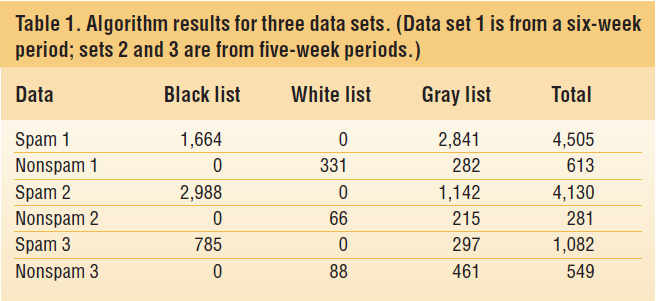 Table 1. Algorithm results for three data sets. (Data set 1 is from a six-week
period; sets 2 and 3 are from five-week periods.)
Data Black list White list Gray list Total
Spam 1 1,664 0 2,841 4,505
Nonspam 1 0 331 282 613
Spam 2 2,988 0 1,142 4,130
Nonspam 2 0 66 215 281
Spam 3 785 0 297 1,082
Nonspam 3 0 88 461 549